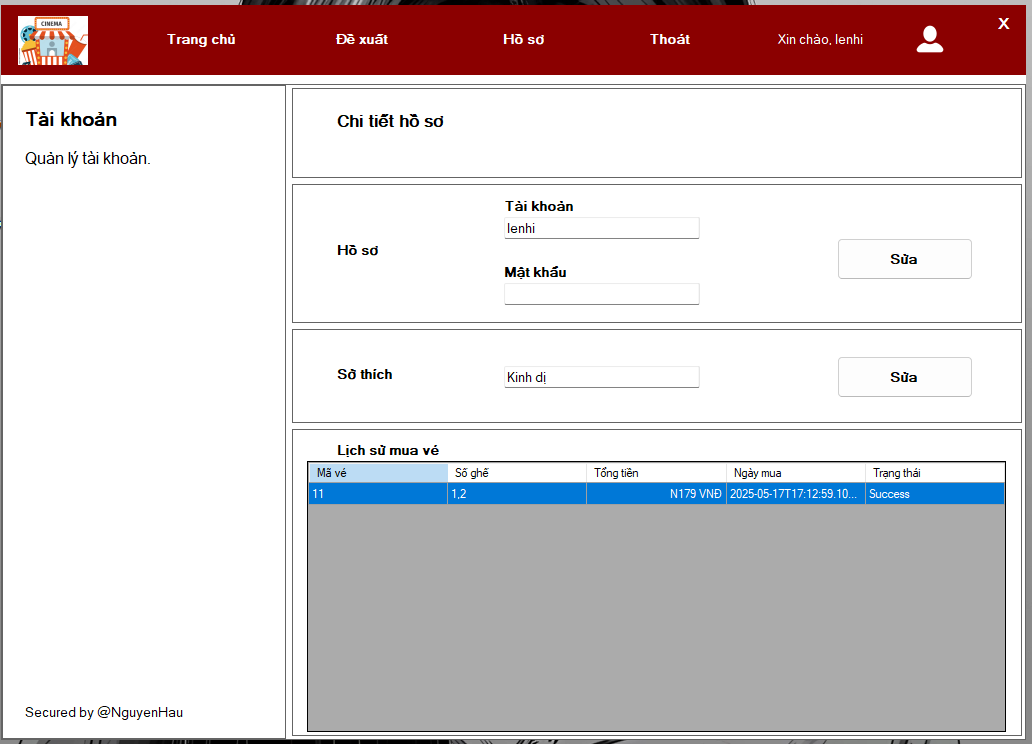 CINEMA
Trang chủ Đề xuất Hồ sơ Thoát Xin chào, lenhi X
Tài khoản
Quản lý tài khoản.
Secured by @NguyenHau
Chi tiết hồ sơ
Hồ sơ
Tài khoản
lenhi
Mật khẩu
Sửa
Sở thích
Kinh dị
Sửa
Lịch sử mua vé
Mã vé Số ghế Tổng tiền Ngày mua Trạng thái
11 1,2 N179 VNĐ 2025-05-17T17:12:59.10... Success